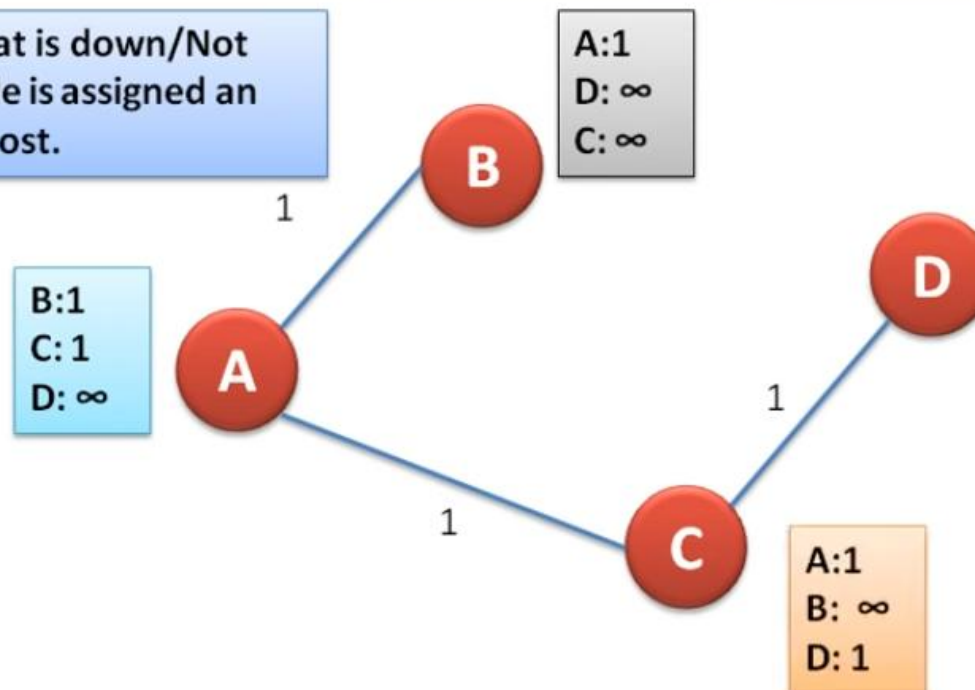 at is down/Not
e is assigned an
ost.
A:1
D: ∞
C: ∞
B
1
D
B:1
C: 1
D: ∞
A
1
1
C
A:1
B: ∞
D: 1